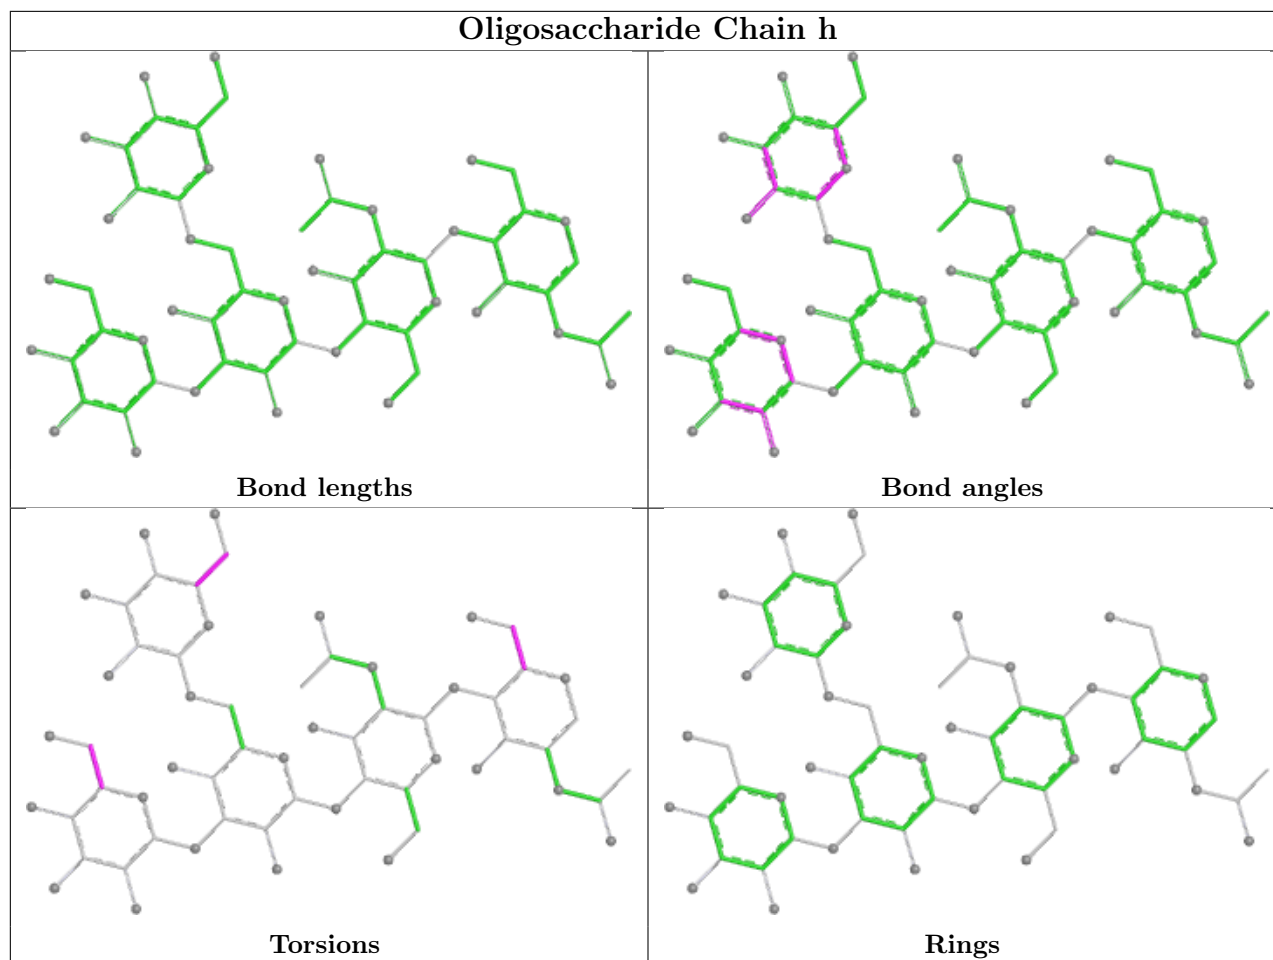 Oligosaccharide Chain h
Bond lengths
Bond angles
Torsions
Rings